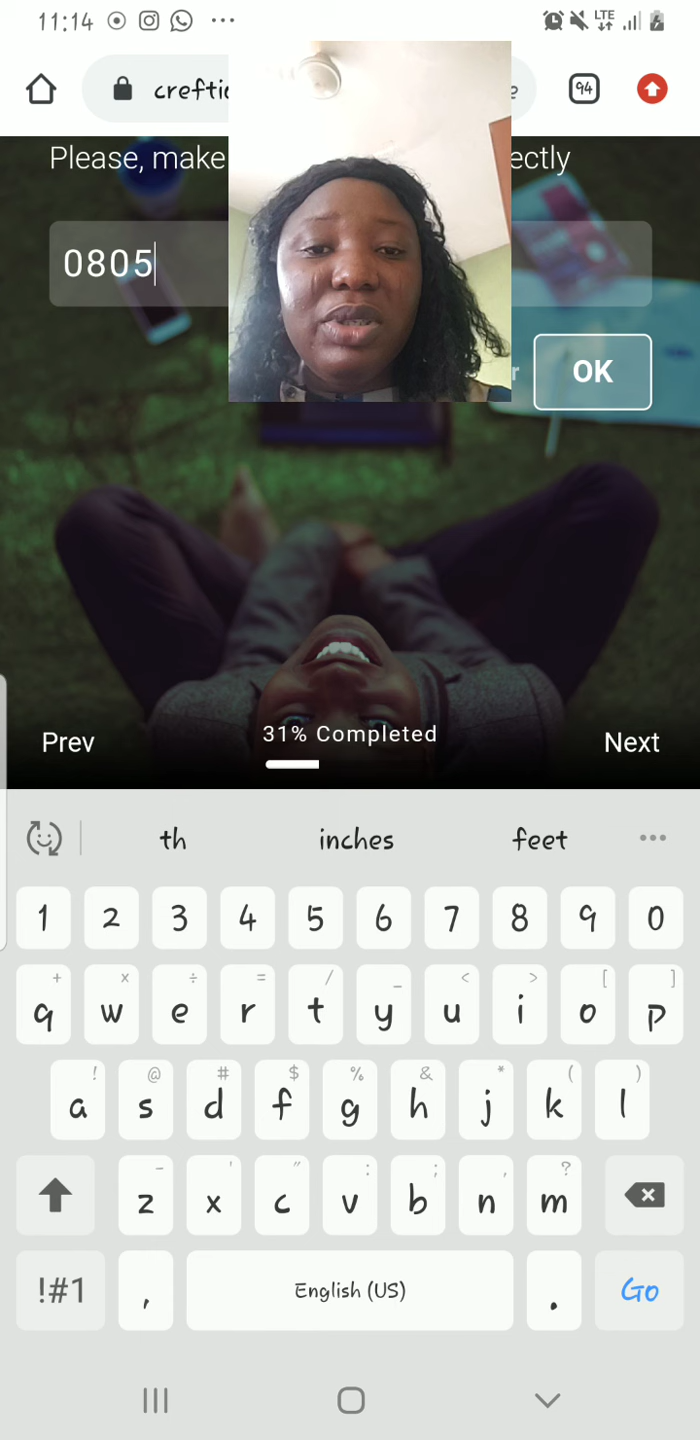 11:14
LTE
creftic
94
Please, make
ectly
0805
r
OK
Prev
31% Completed
Next
th inches feet
1 2 3 4 5 6 7 8 9 0
+ × ÷ = / _ < > [ ]
q w e r t y u i o p
! @ # $ % & * ( )
a s d f g h j k l
- ' " : ; , ?
z x c v b n m
!#1 , English (US) . Go